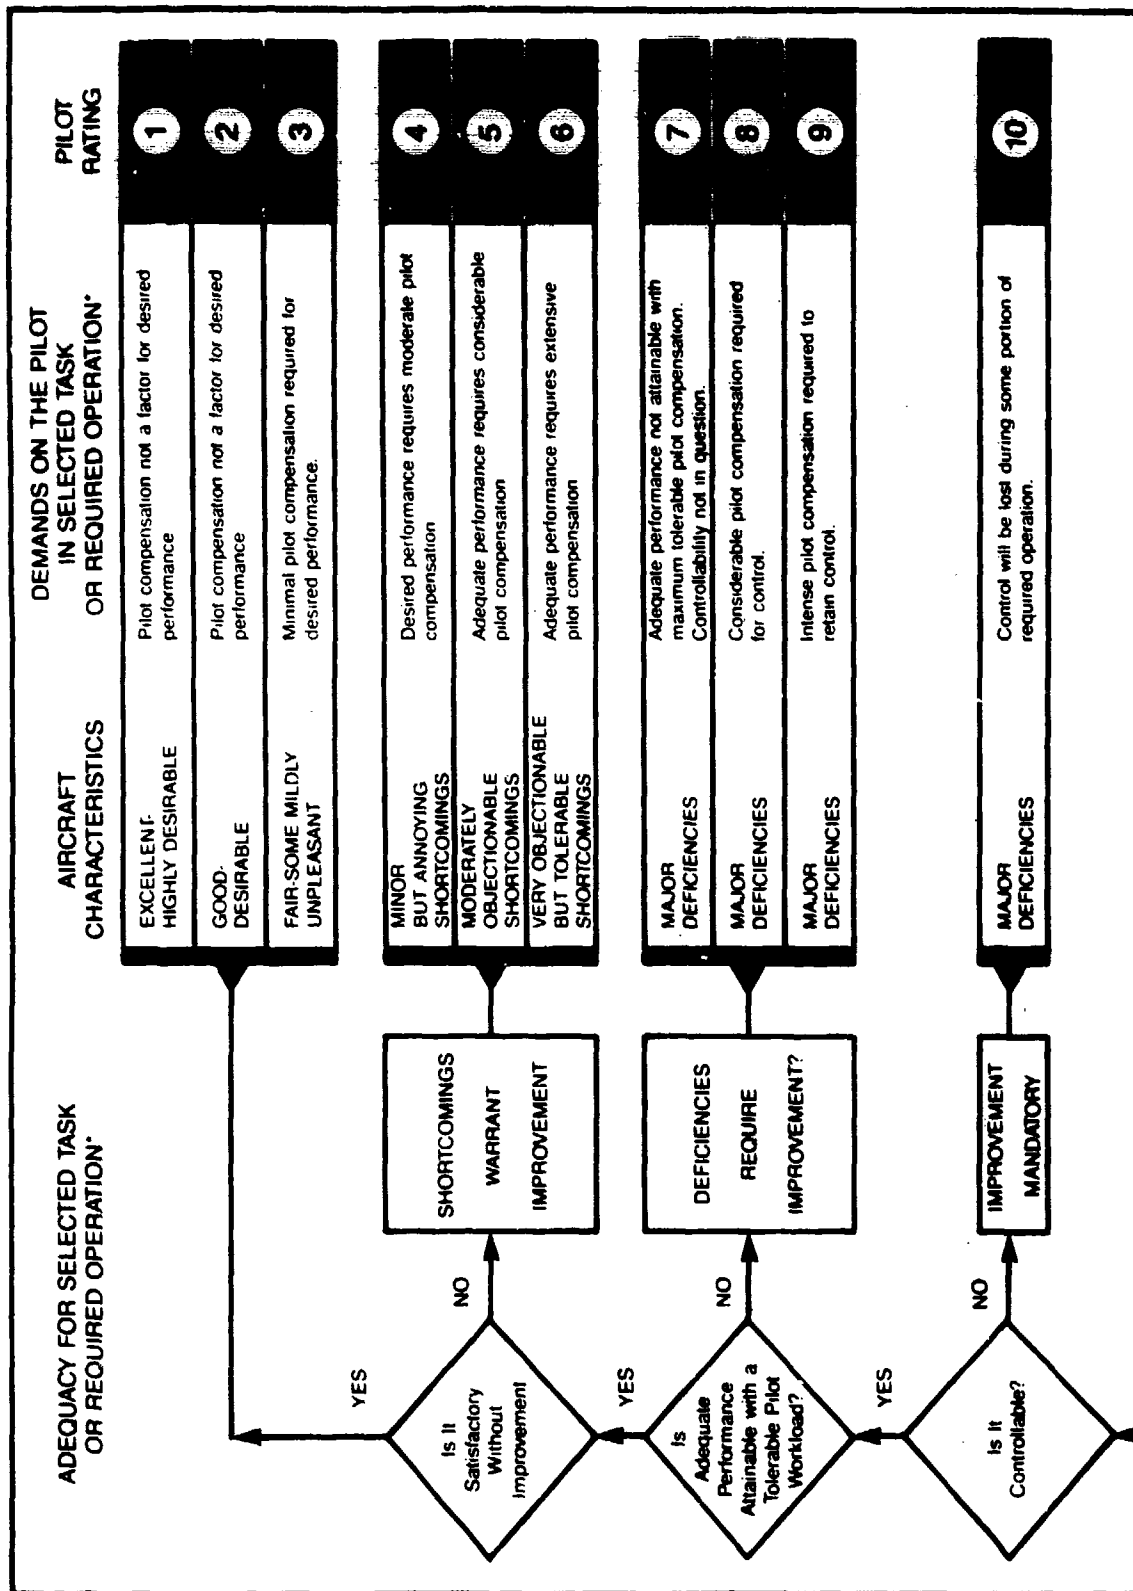 ADEQUACY FOR SELECTED TASK
OR REQUIRED OPERATION*
AIRCRAFT
CHARACTERISTICS
DEMANDS ON THE PILOT
IN SELECTED TASK
OR REQUIRED OPERATION*
PILOT
RATING
EXCELLENT-
HIGHLY DESIRABLE
Pilot compensation not a factor for desired
performance
1
GOOD-
DESIRABLE
Pilot compensation not a factor for desired
performance
2
FAIR-SOME MILDLY
UNPLEASANT
Minimal pilot compensation required for
desired performance.
3
YES
Is It
Satisfactory
Without
Improvement
NO
SHORTCOMINGS
WARRANT
IMPROVEMENT
MINOR
BUT ANNOYING
SHORTCOMINGS
Desired performance requires moderate pilot
compensation
4
MODERATELY
OBJECTIONABLE
SHORTCOMINGS
Adequate performance requires considerable
pilot compensation
5
VERY OBJECTIONABLE
BUT TOLERABLE
SHORTCOMINGS
Adequate performance requires extensive
pilot compensation
6
YES
Is
Adequate
Performance
Attainable with a
Tolerable Pilot
Workload?
NO
DEFICIENCIES
REQUIRE
IMPROVEMENT?
MAJOR
DEFICIENCIES
Adequate performance not attainable with
maximum tolerable pilot compensation.
Controllability not in question.
7
MAJOR
DEFICIENCIES
Considerable pilot compensation required
for control.
8
MAJOR
DEFICIENCIES
Intense pilot compensation required to
retain control.
9
YES
Is It
Controllable?
NO
IMPROVEMENT
MANDATORY
MAJOR
DEFICIENCIES
Control will be lost during some portion of
required operation.
10